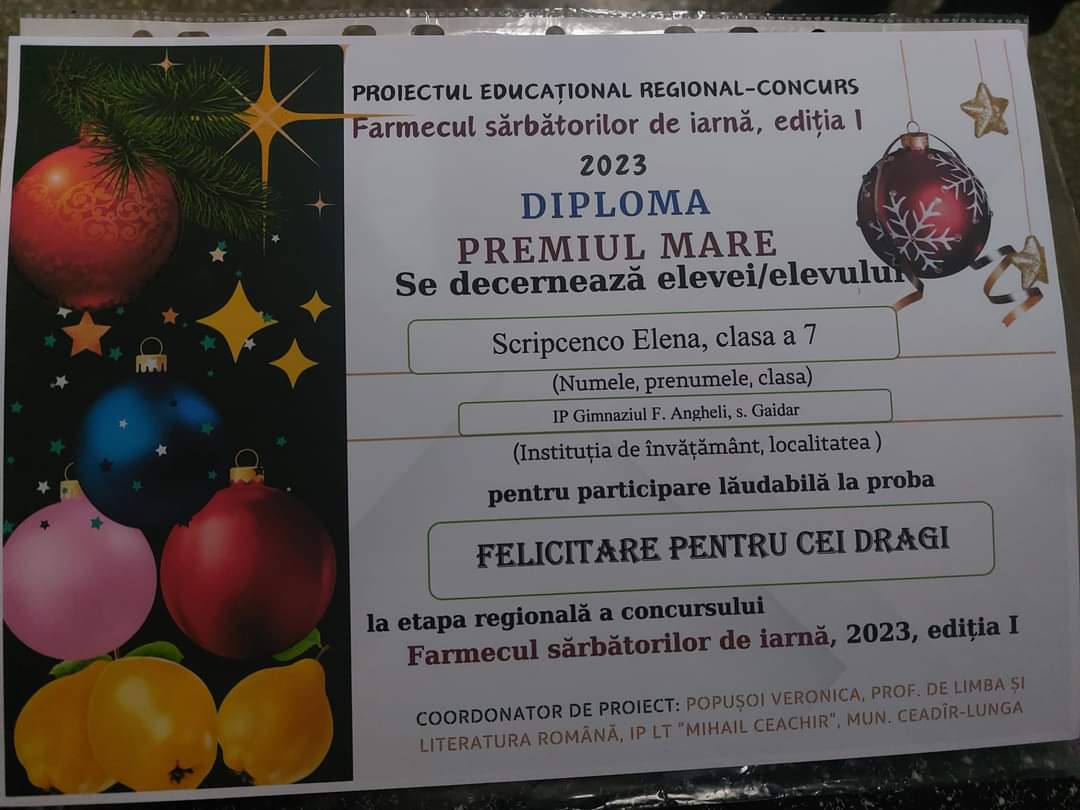 PROIECTUL EDUCAȚIONAL REGIONAL-CONCURS
Farmecul sărbătorilor de iarnă, ediția I
2023
DIPLOMA
PREMIUL MARE
Se decernează elevei/elevului
Scripcenco Elena, clasa a 7
(Numele, prenumele, clasa)
IP Gimnaziul F. Angheli, s. Gaidar
(Instituția de învățământ, localitatea )
pentru participare lăudabilă la proba
FELICITARE PENTRU CEI DRAGI
la etapa regională a concursului
Farmecul sărbătorilor de iarnă, 2023, ediția I
COORDONATOR DE PROIECT: POPUȘOI VERONICA, PROF. DE LIMBA ȘI
LITERATURA ROMÂNĂ, IP LT “MIHAIL CEACHIR”, MUN. CEADÎR-LUNGA